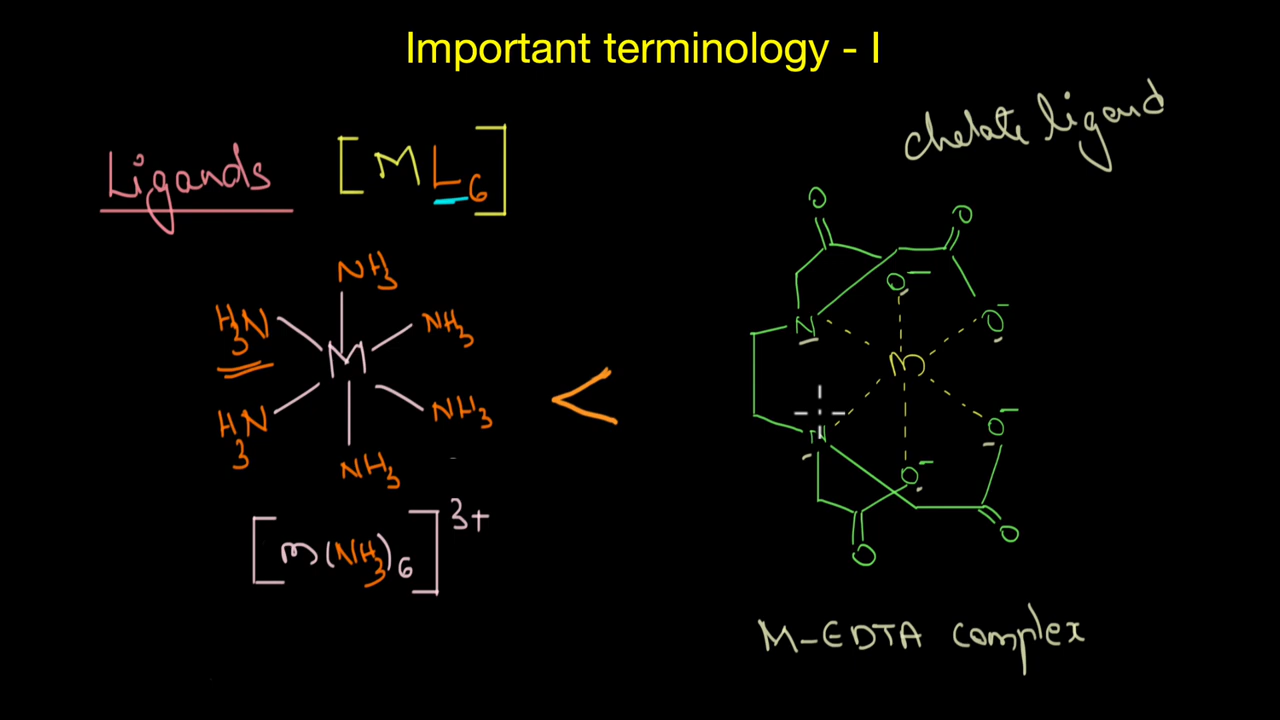 Important terminology - I
Ligands [ML6]
chelate ligand
NH3
H3N NH3
M
H3N NH3
NH3
<
[M(NH3)6]3+
O O
O− O−
N
M
N O−
O−
O O
M-EDTA complex